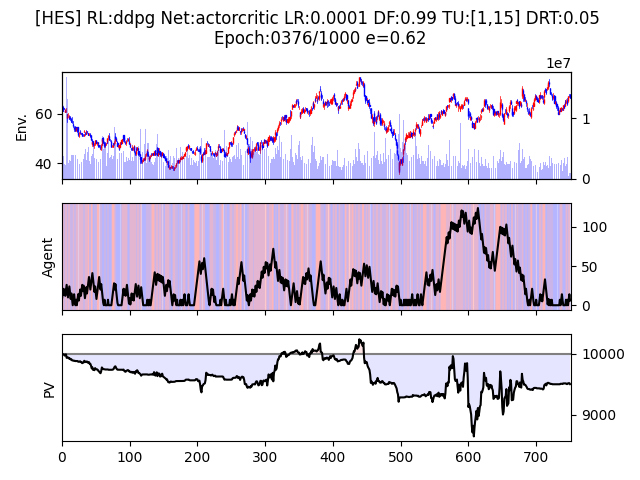 [HES] RL:ddpg Net:actorcritic LR:0.0001 DF:0.99 TU:[1,15] DRT:0.05
Epoch:0376/1000 e=0.62
1e7
Env.
60
40
1
0
Agent
100
50
0
PV
10000
9000
0 100 200 300 400 500 600 700